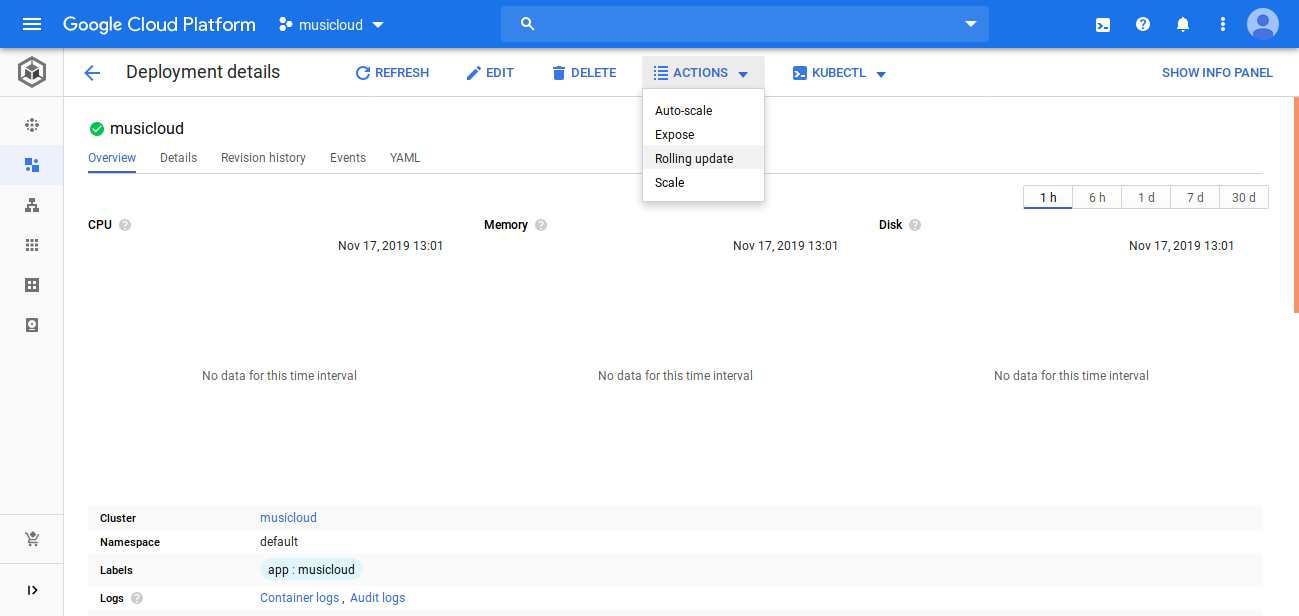 Google Cloud Platform musicloud
Deployment details REFRESH EDIT DELETE ACTIONS KUBECTL SHOW INFO PANEL
Auto-scale
Expose
Rolling update
Scale
musicloud
Overview Details Revision history Events YAML
1 h 6 h 1 d 7 d 30 d
CPU ? Memory ? Disk ?
Nov 17, 2019 13:01 Nov 17, 2019 13:01 Nov 17, 2019 13:01
No data for this time interval No data for this time interval No data for this time interval
Cluster musicloud
Namespace default
Labels app : musicloud
Logs ? Container logs , Audit logs